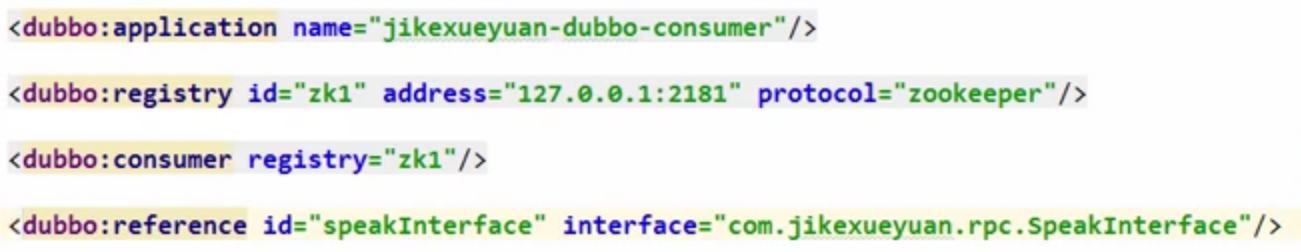 <dubbo:application name="jikexueyuan-dubbo-consumer"/>
<dubbo:registry id="zk1" address="127.0.0.1:2181" protocol="zookeeper"/>
<dubbo:consumer registry="zk1"/>
<dubbo:reference id="speakInterface" interface="com.jikexueyuan.rpc.SpeakInterface"/>